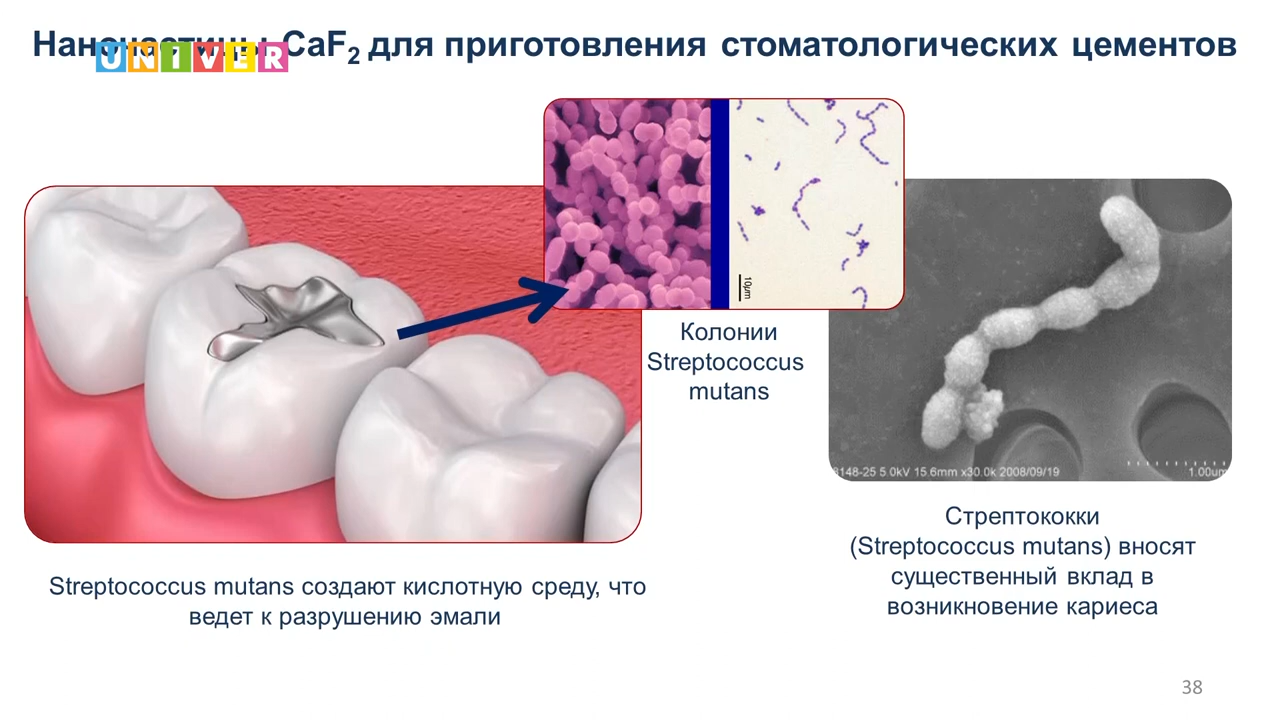 Наночастицы CaF2 для приготовления стоматологических цементов
UNIVER
10µm
Колонии
Streptococcus
mutans
8148-25 5.0kV 15.6mm x30.0k 2008/09/19
1.00um
Стрептококки
(Streptococcus mutans) вносят
существенный вклад в
возникновение кариеса
Streptococcus mutans создают кислотную среду, что
ведет к разрушению эмали
38